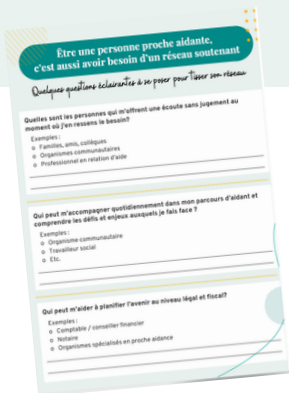 Être une personne proche aidante,
c'est aussi avoir besoin d'un réseau soutenant
Quelques questions éclairantes à se poser pour tisser son réseau
Quelles sont les personnes qui m'offrent une écoute sans jugement au
moment où j'en ressens le besoin?
Exemples :
Familles, amis, collègues
Organismes communautaires
Professionnel en relation d'aide
Qui peut m'accompagner quotidiennement dans mon parcours d'aidant et
comprendre les défis et enjeux auxquels je fais face ?
Exemples :
Organisme communautaire
Travailleur social
Etc.
Qui peut m'aider à planifier l'avenir au niveau légal et fiscal?
Exemples :
Comptable / conseiller financier
Notaire
Organismes spécialisés en proche aidance